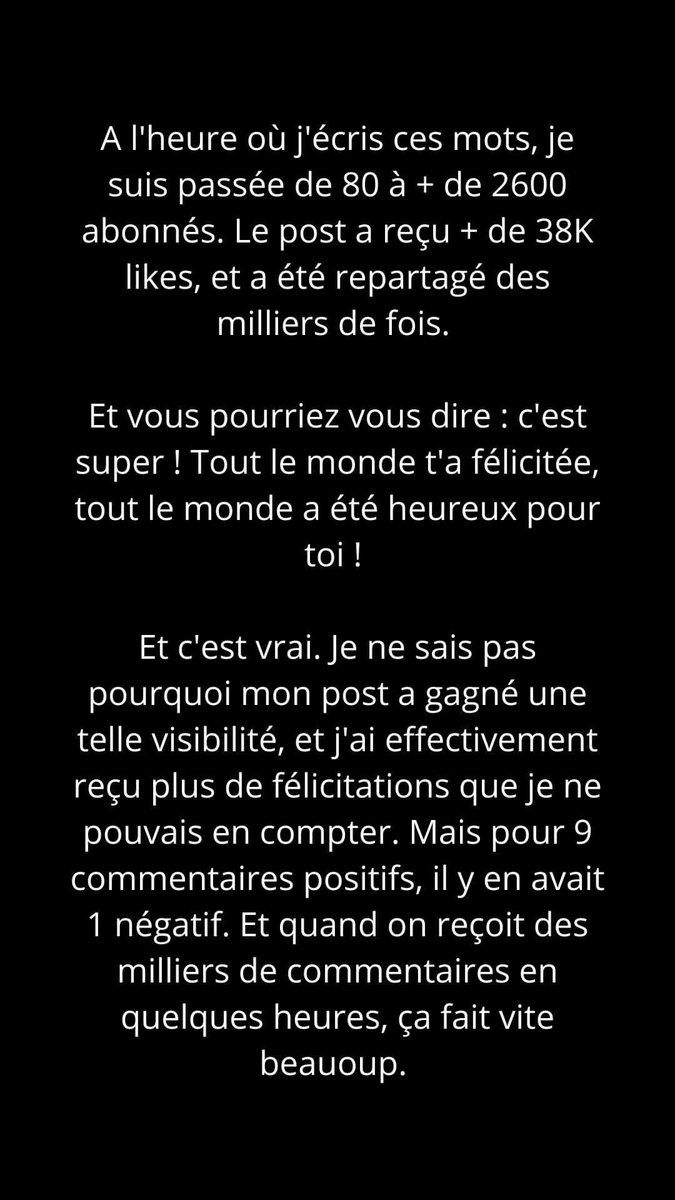 A l'heure où j'écris ces mots, je
suis passée de 80 à + de 2600
abonnés. Le post a reçu + de 38K
likes, et a été repartagé des
milliers de fois.
Et vous pourriez vous dire : c'est
super ! Tout le monde t'a félicitée,
tout le monde a été heureux pour
toi !
Et c'est vrai. Je ne sais pas
pourquoi mon post a gagné une
telle visibilité, et j'ai effectivement
reçu plus de félicitations que je ne
pouvais en compter. Mais pour 9
commentaires positifs, il y en avait
1 négatif. Et quand on reçoit des
milliers de commentaires en
quelques heures, ça fait vite
beauoup.